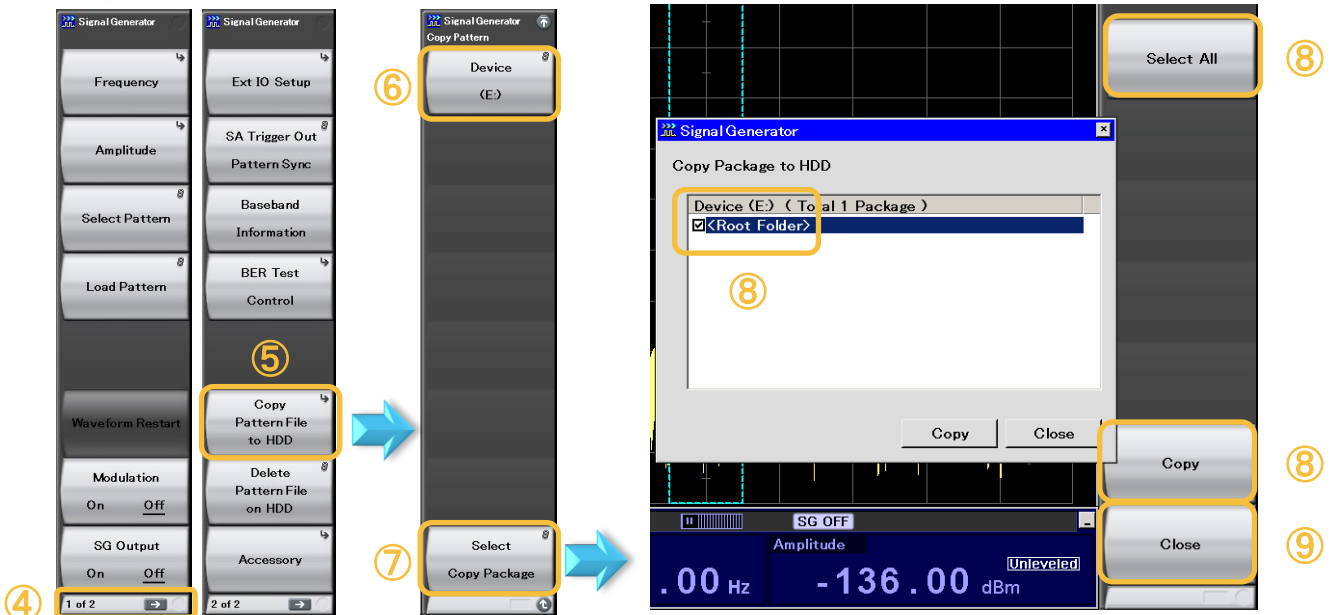 Signal Generator
Frequency
Amplitude
Select Pattern
Load Pattern
Waveform Restart
Modulation
On Off
SG Output
On Off
④
1 of 2
Signal Generator
Ext IO Setup
SA Trigger Out
Pattern Sync
Baseband
Information
BER Test
Control
⑤
Copy
Pattern File
to HDD
Delete
Pattern File
on HDD
Accessory
2 of 2
Signal Generator
Copy Pattern
⑥
Device
(E:)
⑦
Select
Copy Package
Signal Generator
Copy Package to HDD
Device (E:) ( Total 1 Package )
<Root Folder>
⑧
Copy Close
SG OFF
Amplitude
Unleveled
.00 Hz -136.00 dBm
Select All
⑧
Copy
⑧
Close
⑨